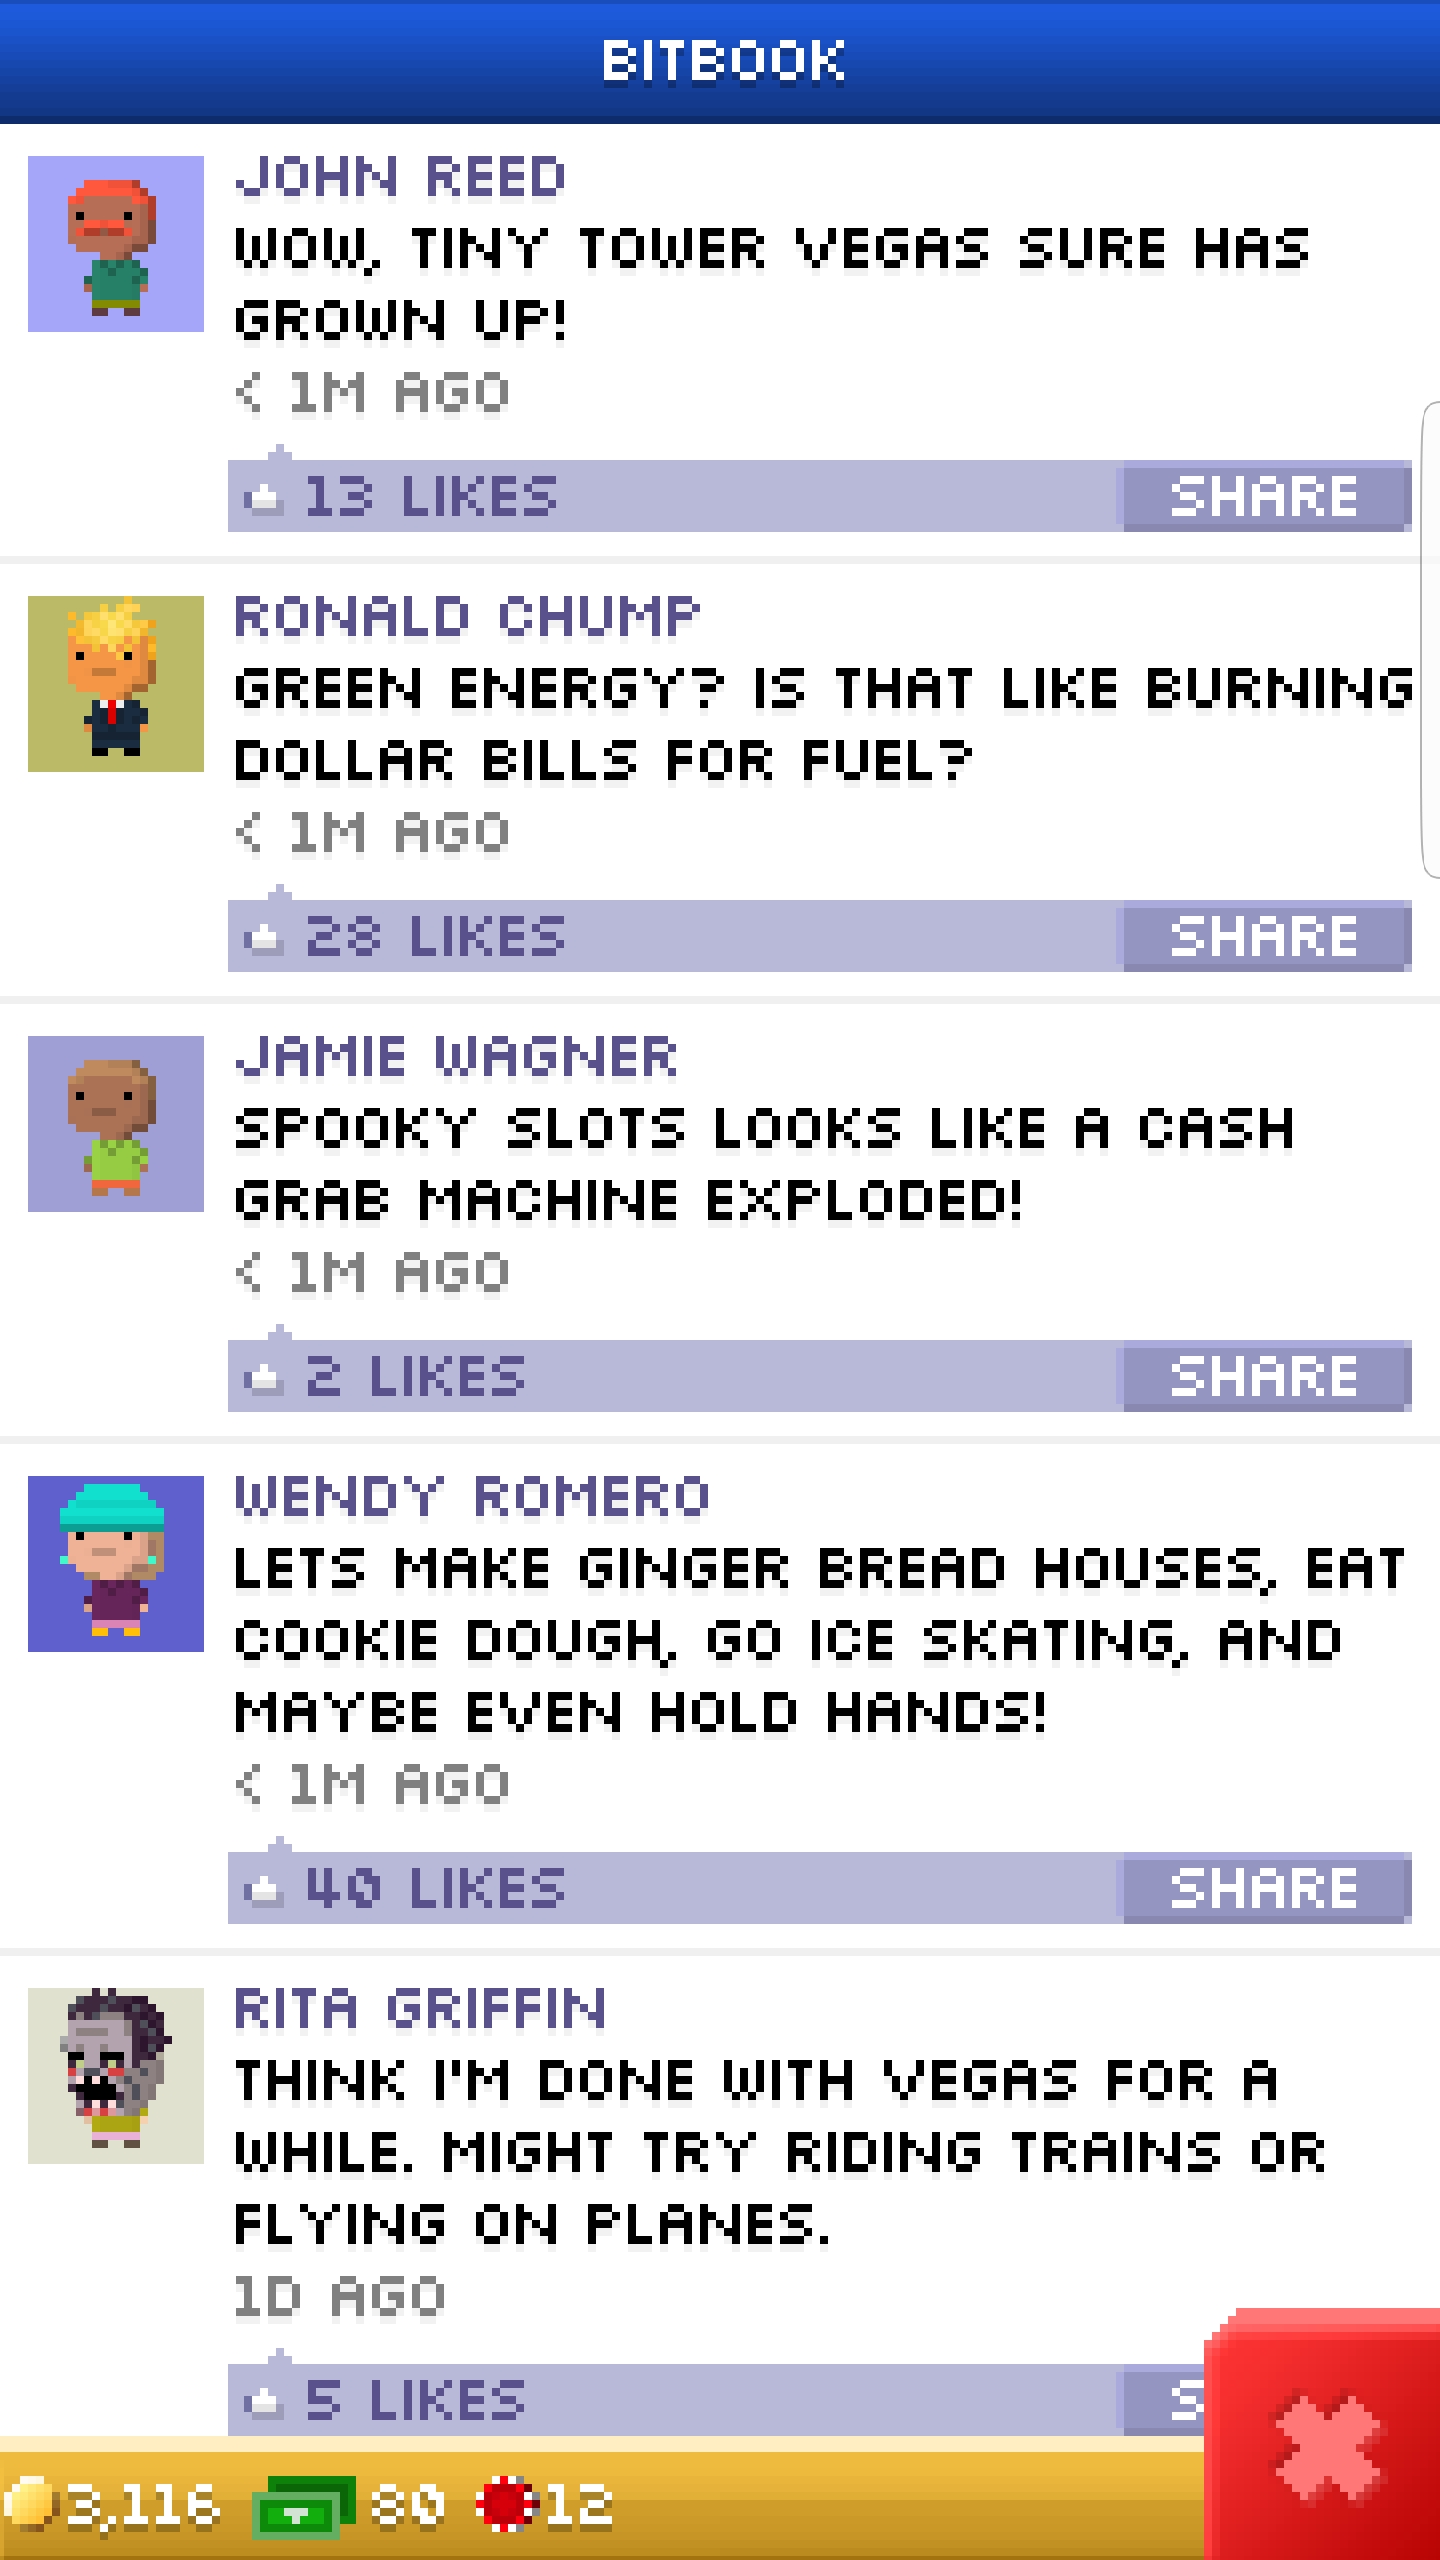 BITBOOK
JOHN REED
WOW, TINY TOWER VEGAS SURE HAS
GROWN UP!
< 1M AGO
13 LIKES SHARE
RONALD CHUMP
GREEN ENERGY? IS THAT LIKE BURNING
DOLLAR BILLS FOR FUEL?
< 1M AGO
28 LIKES SHARE
JAMIE WAGNER
SPOOKY SLOTS LOOKS LIKE A CASH
GRAB MACHINE EXPLODED!
< 1M AGO
2 LIKES SHARE
WENDY ROMERO
LETS MAKE GINGER BREAD HOUSES, EAT
COOKIE DOUGH, GO ICE SKATING, AND
MAYBE EVEN HOLD HANDS!
< 1M AGO
40 LIKES SHARE
RITA GRIFFIN
THINK I'M DONE WITH VEGAS FOR A
WHILE. MIGHT TRY RIDING TRAINS OR
FLYING ON PLANES.
1D AGO
5 LIKES S
3,116 80 12